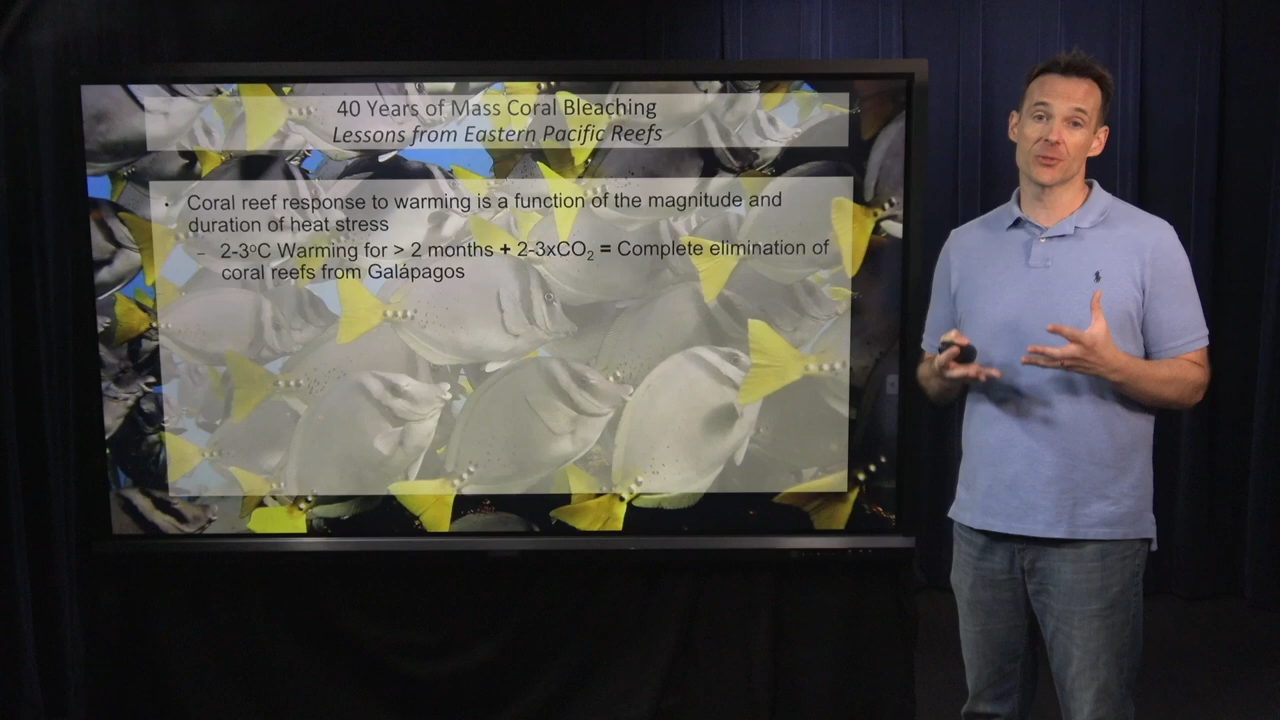 40 Years of Mass Coral Bleaching
Lessons from Eastern Pacific Reefs
• Coral reef response to warming is a function of the magnitude and
duration of heat stress
– 2-3ºC Warming for > 2 months + 2-3xCO₂ = Complete elimination of
coral reefs from Galápagos